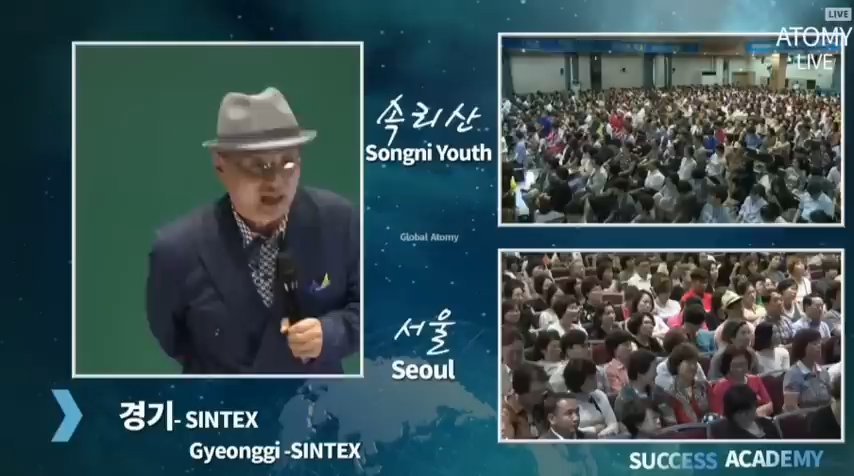 LIVE
ATOMY
LIVE
속리산
Songni Youth
Global Atomy
서울
Seoul
경기- SINTEX
Gyeonggi -SINTEX
SUCCESS ACADEMY